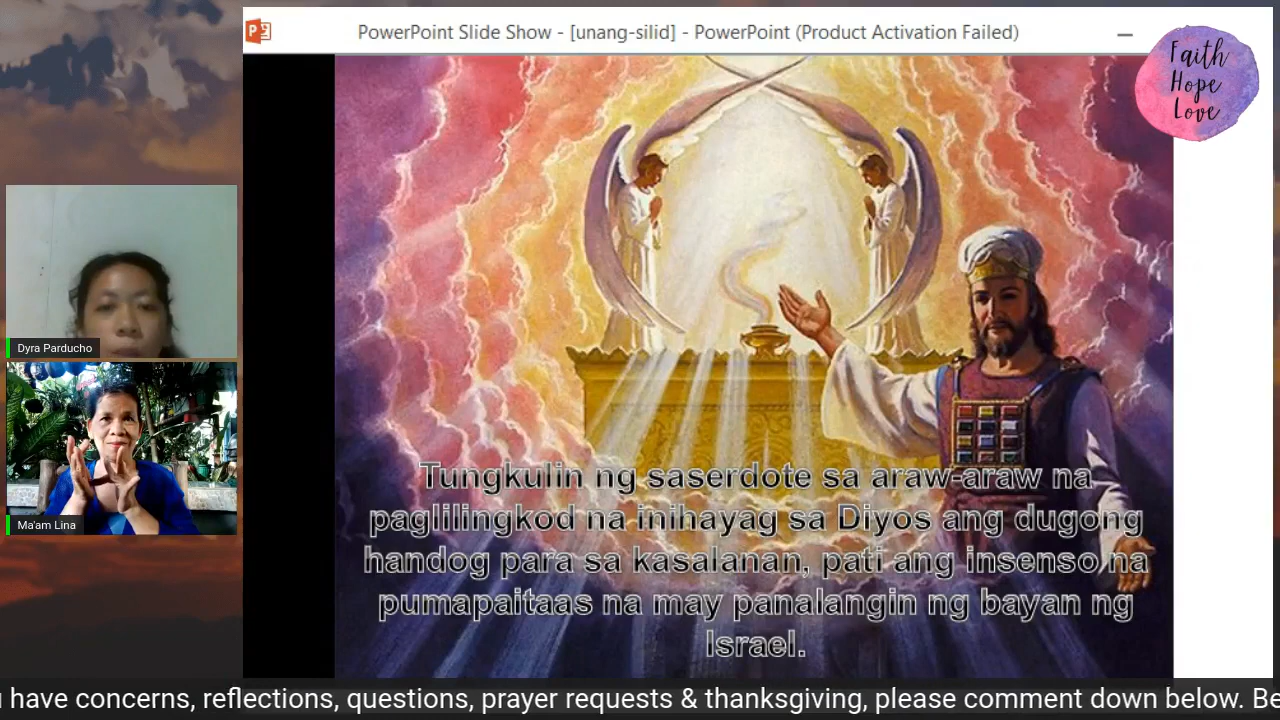 PowerPoint Slide Show - [unang-silid] - PowerPoint (Product Activation Failed)
Faith
Hope
Love
Dyra Parducho
Ma'am Lina
Tungkulin ng saserdote sa araw-araw na
paglilingkod na inihayag sa Diyos ang dugong
handog para sa kasalanan, pati ang insenso na
pumapaitaas na may panalangin ng bayan ng
Israel.
have concerns, reflections, questions, prayer requests & thanksgiving, please comment down below. Be